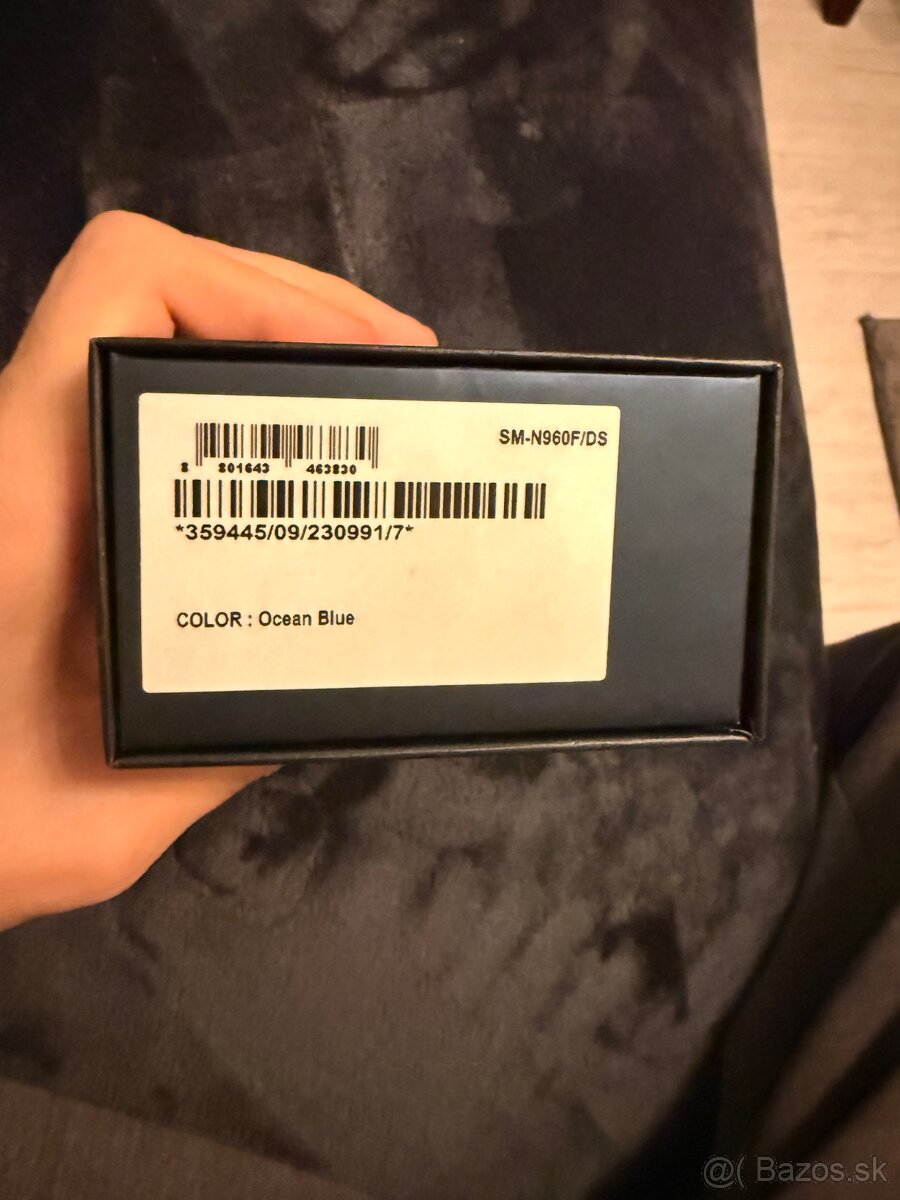 SM-N960F/DS
8 801643 463830
*359445/09/230991/7*
COLOR : Ocean Blue
@( Bazos.sk